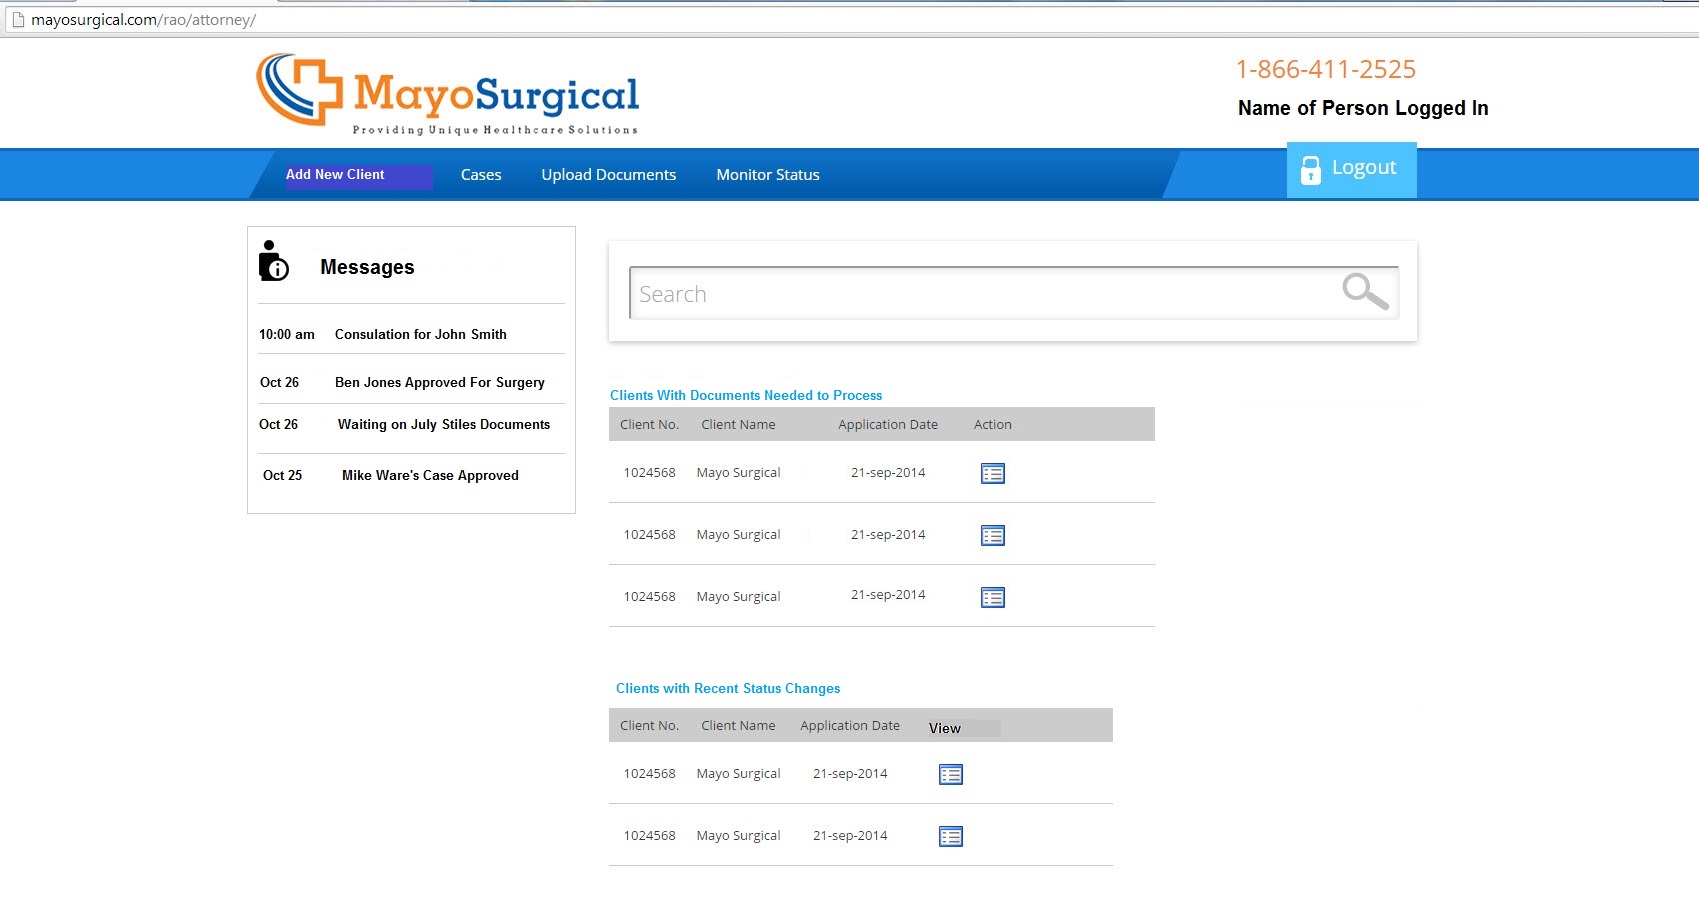 mayosurgical.com/rao/attorney/
MayoSurgical
Providing Unique Healthcare Solutions
1-866-411-2525
Name of Person Logged In
Add New Client Cases Upload Documents Monitor Status Logout
Messages
10:00 am Consulation for John Smith
Oct 26 Ben Jones Approved For Surgery
Oct 26 Waiting on July Stiles Documents
Oct 25 Mike Ware's Case Approved
Search
Clients With Documents Needed to Process
Client No. Client Name Application Date Action
1024568 Mayo Surgical 21-sep-2014
1024568 Mayo Surgical 21-sep-2014
1024568 Mayo Surgical 21-sep-2014
Clients with Recent Status Changes
Client No. Client Name Application Date View
1024568 Mayo Surgical 21-sep-2014
1024568 Mayo Surgical 21-sep-2014